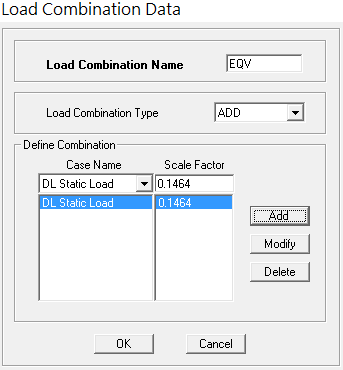 Load Combination Data
Load Combination Name EQV
Load Combination Type ADD
Define Combination
Case Name Scale Factor
DL Static Load 0.1464
DL Static Load 0.1464
Add
Modify
Delete
OK Cancel